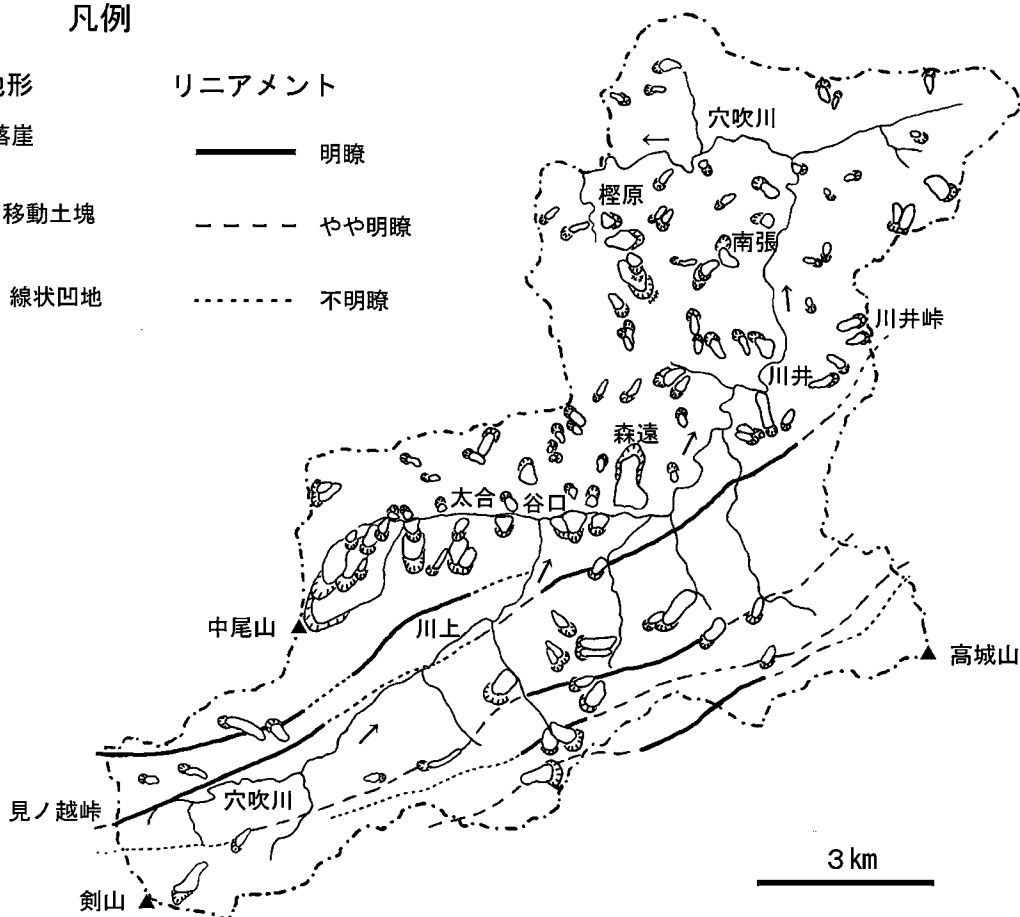 凡例
地形
リニアメント
落崖
明瞭
移動土塊
やや明瞭
線状凹地
不明瞭
穴吹川
樫原
南張
川井峠
川井
森遠
太合
谷口
中尾山
川上
高城山
見ノ越峠
穴吹川
剣山
3km